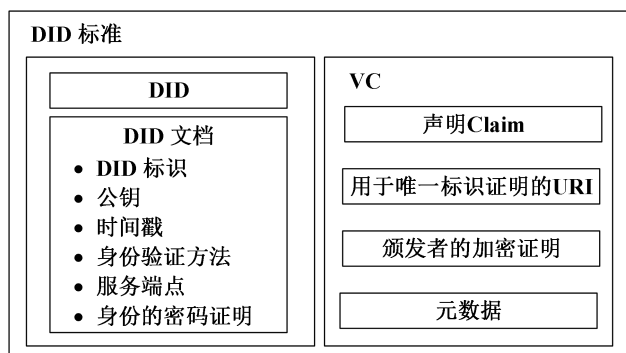 DID 标准
DID
DID 文档
• DID 标识
• 公钥
• 时间戳
• 身份验证方法
• 服务端点
• 身份的密码证明
VC
声明Claim
用于唯一标识证明的URI
颁发者的加密证明
元数据